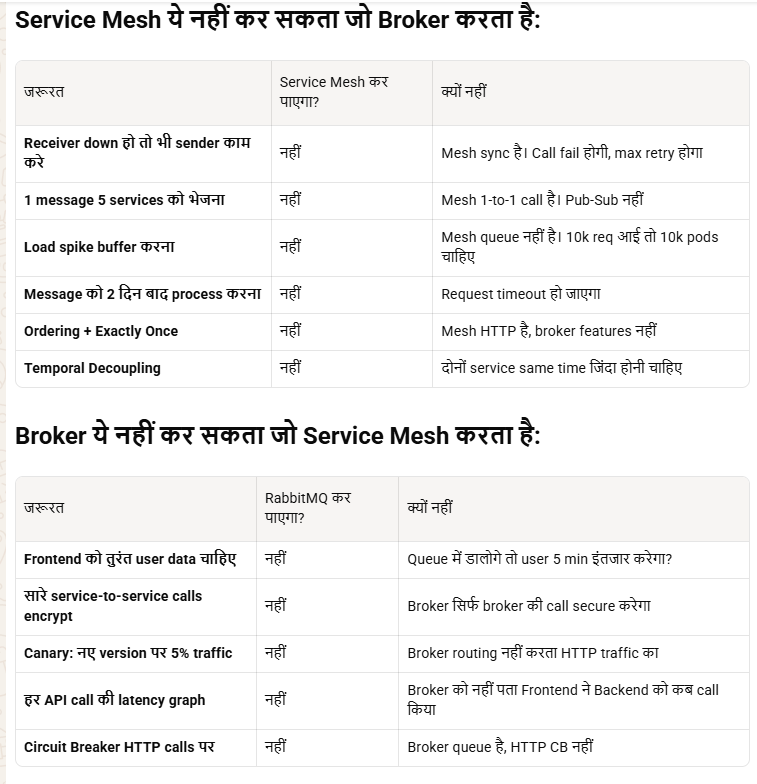 Service Mesh ये नहीं कर सकता जो Broker करता है:
जरूरत
Service Mesh कर
पाएगा?
क्यों नहीं
Receiver down हो तो भी sender काम
करे
नहीं
Mesh sync है। Call fail होगी, max retry होगा
1 message 5 services को भेजना
नहीं
Mesh 1-to-1 call है। Pub-Sub नहीं
Load spike buffer करना
नहीं
Mesh queue नहीं है। 10k req आई तो 10k pods
चाहिए
Message को 2 दिन बाद process करना
नहीं
Request timeout हो जाएगा
Ordering + Exactly Once
नहीं
Mesh HTTP है, broker features नहीं
Temporal Decoupling
नहीं
दोनों service same time जिंदा होनी चाहिए
Broker ये नहीं कर सकता जो Service Mesh करता है:
जरूरत
RabbitMQ कर
पाएगा?
क्यों नहीं
Frontend को तुरंत user data चाहिए
नहीं
Queue में डालोगे तो user 5 min इंतजार करेगा?
सारे service-to-service calls
encrypt
नहीं
Broker सिर्फ broker की call secure करेगा
Canary: नए version पर 5% traffic
नहीं
Broker routing नहीं करता HTTP traffic का
हर API call की latency graph
नहीं
Broker को नहीं पता Frontend ने Backend को कब call
किया
Circuit Breaker HTTP calls पर
नहीं
Broker queue है, HTTP CB नहीं